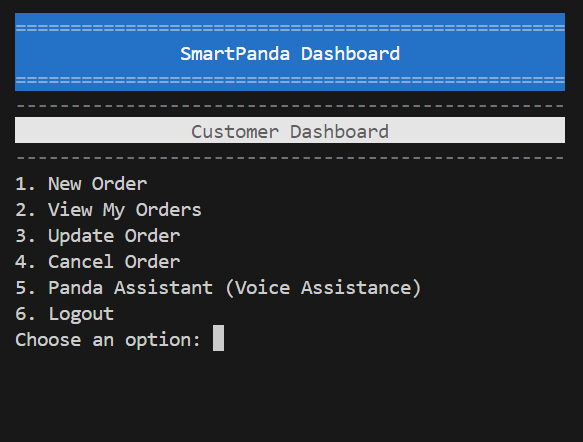 ==================================================
SmartPanda Dashboard
==================================================
--------------------------------------------------
Customer Dashboard
--------------------------------------------------
1. New Order
2. View My Orders
3. Update Order
4. Cancel Order
5. Panda Assistant (Voice Assistance)
6. Logout
Choose an option: